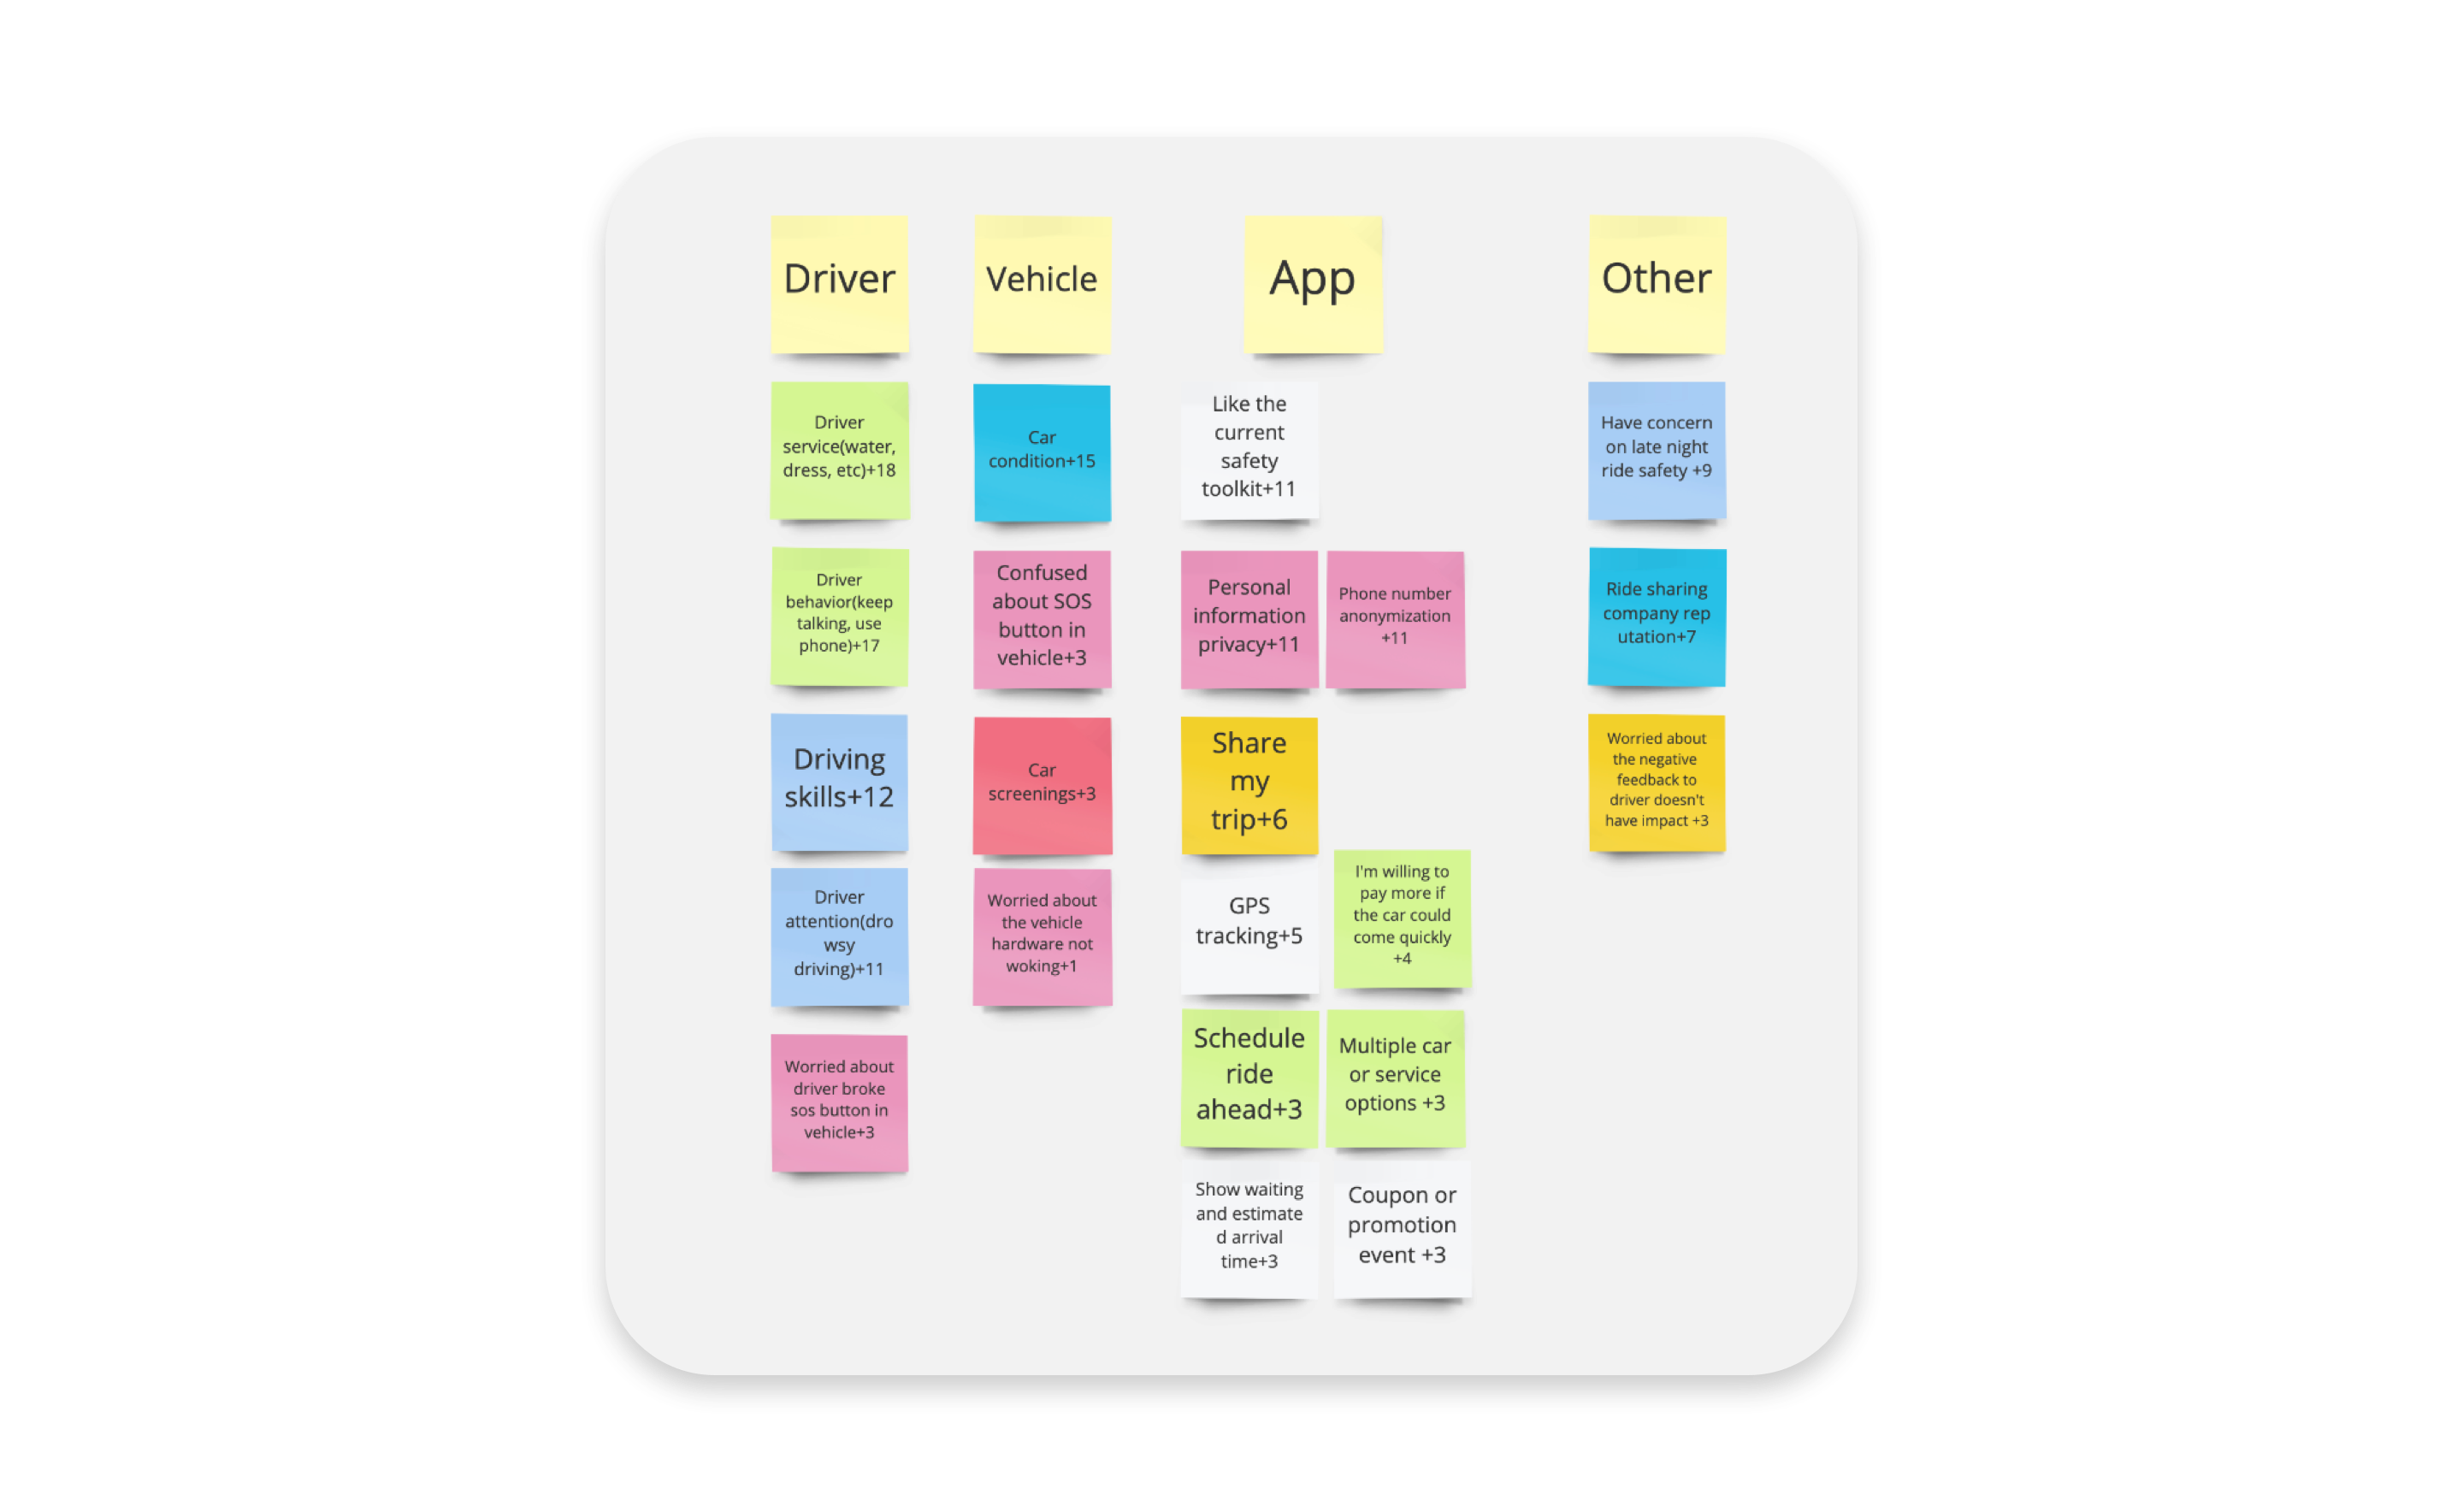 Driver
Vehicle
App
Other
Driver
service(water,
dress, etc)+18
Driver
behavior(keep
talking, use
phone)+17
Driving
skills+12
Driver
attention(dro
wsy
driving)+11
Worried about
driver broke
sos button in
vehicle+3
Car
condition+15
Confused
about SOS
button in
vehicle+3
Car
screenings+3
Worried about
the vehicle
hardware not
woking+1
Like the
current
safety
toolkit+11
Personal
information
privacy+11
Phone number
anonymization
+11
Share
my
trip+6
GPS
tracking+5
I'm willing to
pay more if
the car could
come quickly
+4
Schedule
ride
ahead+3
Multiple car
or service
options +3
Show waiting
and estimate
d arrival
time+3
Coupon or
promotion
event +3
Have concern
on late night
ride safety +9
Ride sharing
company rep
utation+7
Worried about
the negative
feedback to
driver doesn't
have impact +3